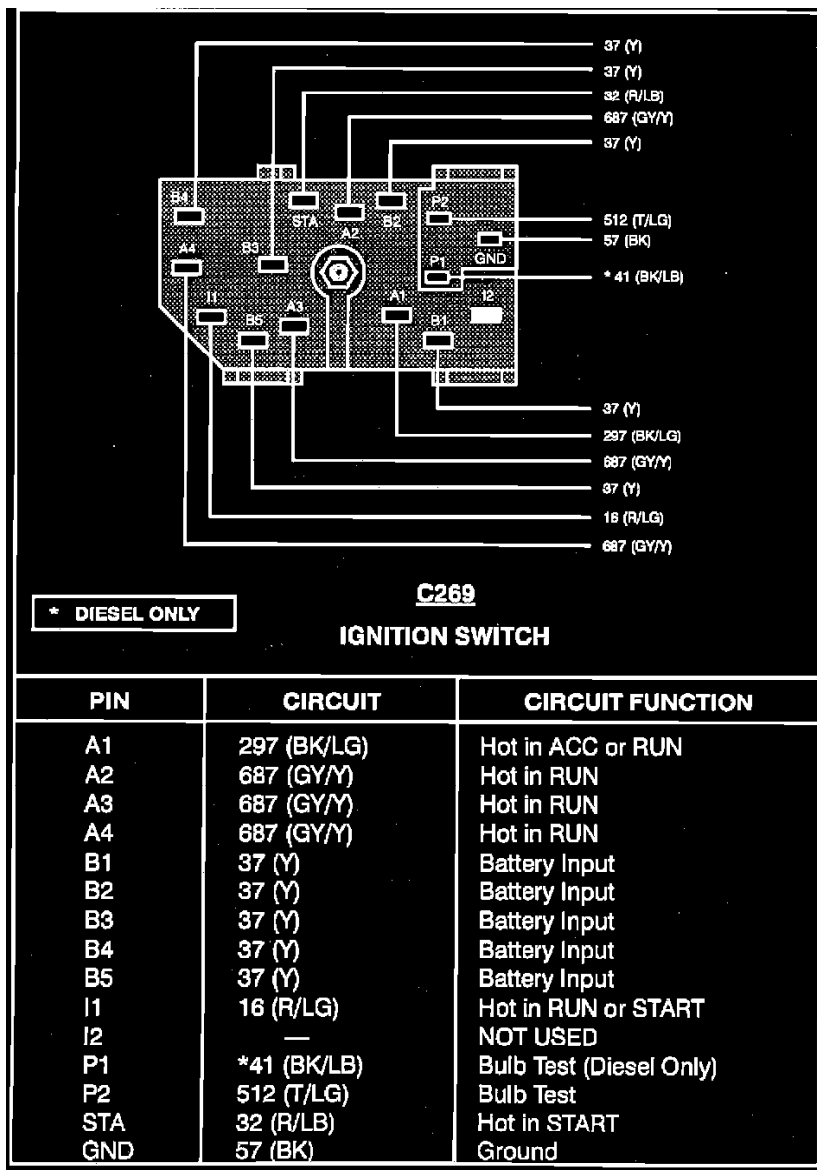 37 (Y)
37 (Y)
32 (R/LB)
687 (GY/Y)
37 (Y)
B4
STA
A2
B2
P2
512 (T/LG)
57 (BK)
GND
A4
B3
P1
* 41 (BK/LB)
I1
B5
A3
A1
B1
I2
37 (Y)
297 (BK/LG)
687 (GY/Y)
37 (Y)
16 (R/LG)
687 (GY/Y)
* DIESEL ONLY
C269
IGNITION SWITCH
PIN CIRCUIT CIRCUIT FUNCTION
A1 297 (BK/LG) Hot in ACC or RUN
A2 687 (GY/Y) Hot in RUN
A3 687 (GY/Y) Hot in RUN
A4 687 (GY/Y) Hot in RUN
B1 37 (Y) Battery Input
B2 37 (Y) Battery Input
B3 37 (Y) Battery Input
B4 37 (Y) Battery Input
B5 37 (Y) Battery Input
I1 16 (R/LG) Hot in RUN or START
I2 — NOT USED
P1 *41 (BK/LB) Bulb Test (Diesel Only)
P2 512 (T/LG) Bulb Test
STA 32 (R/LB) Hot in START
GND 57 (BK) Ground